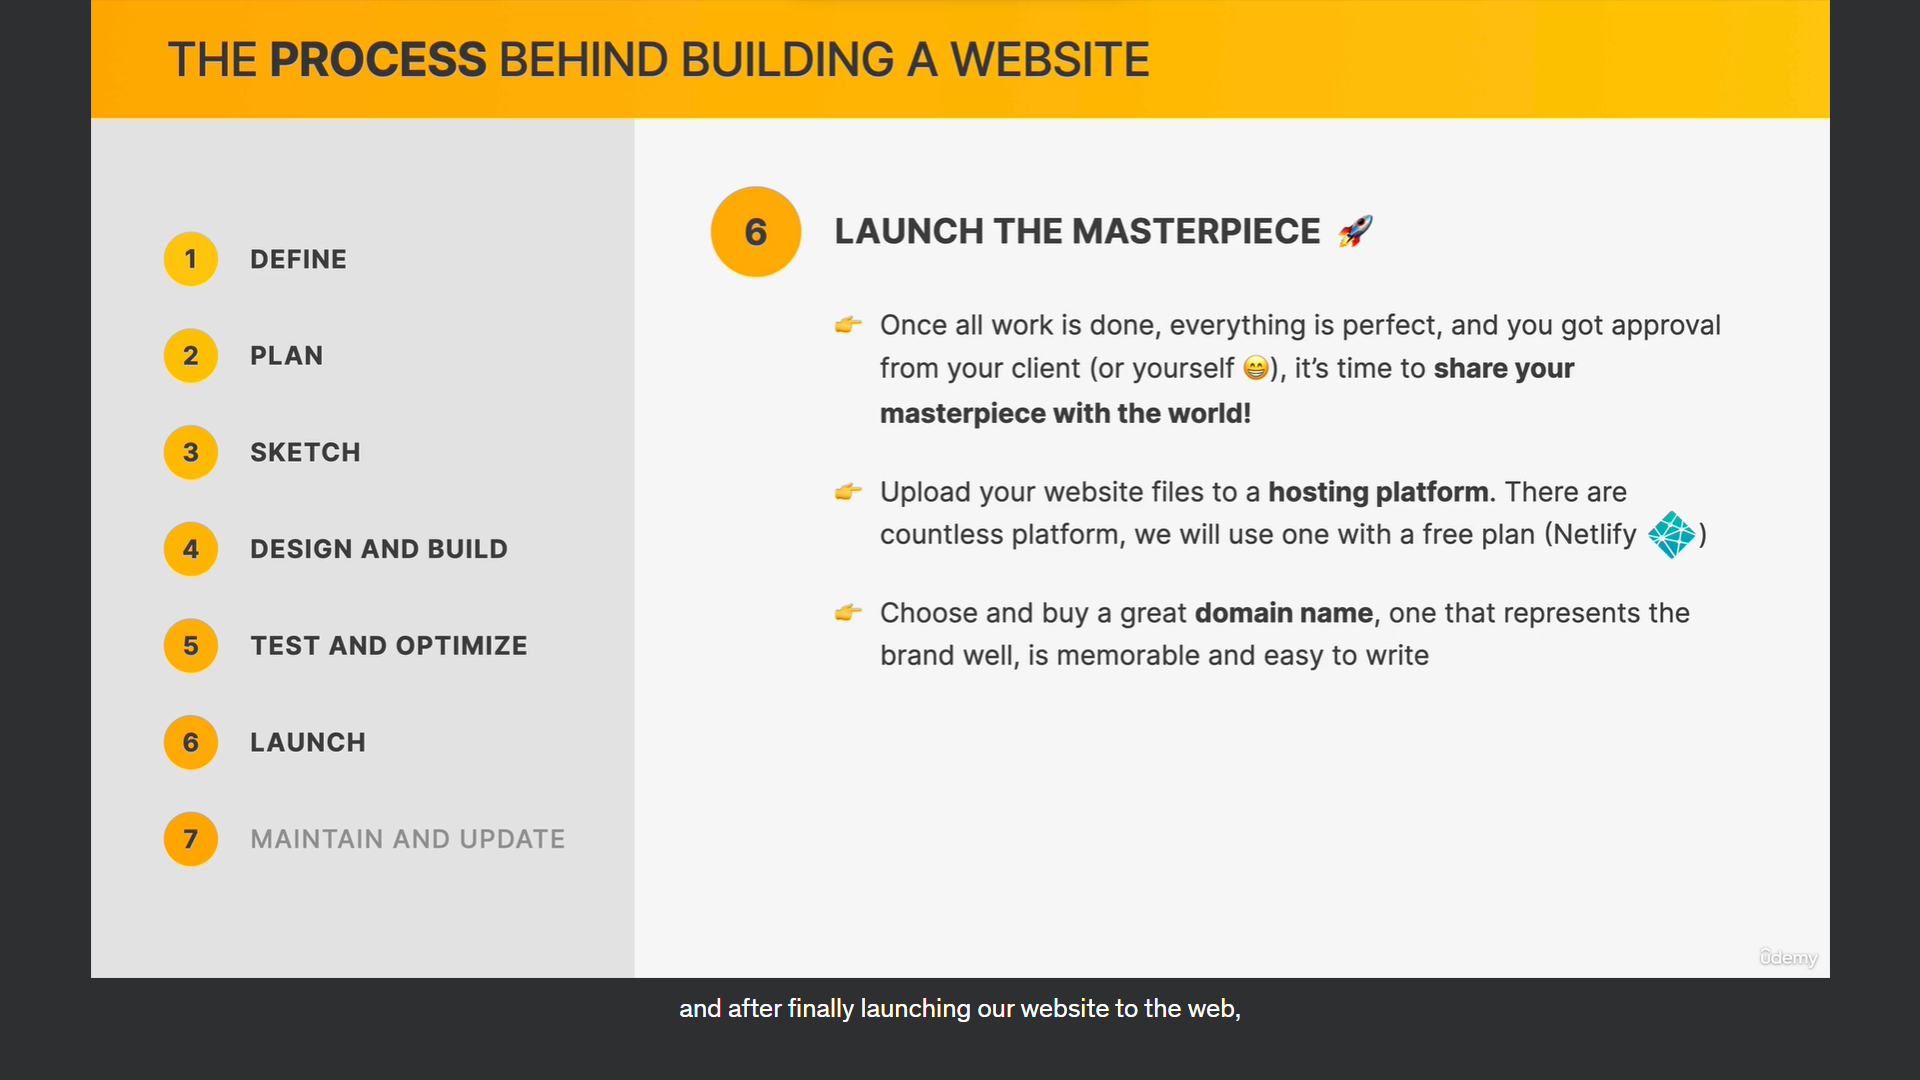 THE PROCESS BEHIND BUILDING A WEBSITE
1 DEFINE
2 PLAN
3 SKETCH
4 DESIGN AND BUILD
5 TEST AND OPTIMIZE
6 LAUNCH
7 MAINTAIN AND UPDATE
6 LAUNCH THE MASTERPIECE 🚀
👉 Once all work is done, everything is perfect, and you got approval
from your client (or yourself 😁), it’s time to share your
masterpiece with the world!
👉 Upload your website files to a hosting platform. There are
countless platform, we will use one with a free plan (Netlify )
👉 Choose and buy a great domain name, one that represents the
brand well, is memorable and easy to write
ûdemy
and after finally launching our website to the web,